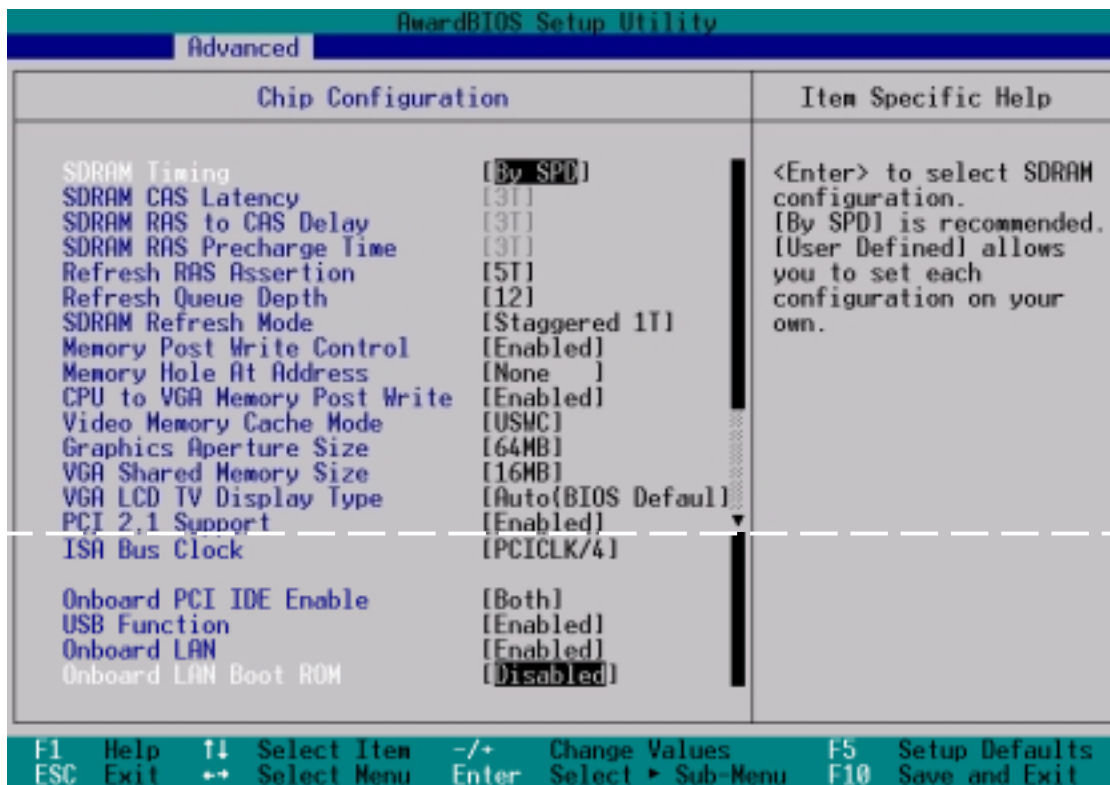 AwardBIOS Setup Utility
Advanced
Chip Configuration
Item Specific Help
SDRAM Timing [By SPD]
SDRAM CAS Latency [3T]
SDRAM RAS to CAS Delay [3T]
SDRAM RAS Precharge Time [3T]
Refresh RAS Assertion [5T]
Refresh Queue Depth [12]
SDRAM Refresh Mode [Staggered 1T]
Memory Post Write Control [Enabled]
Memory Hole At Address [None ]
CPU to VGA Memory Post Write [Enabled]
Video Memory Cache Mode [USWC]
Graphics Aperture Size [64MB]
VGA Shared Memory Size [16MB]
VGA LCD TV Display Type [Auto(BIOS Defaul]
PCI 2.1 Support [Enabled]
ISA Bus Clock [PCICLK/4]
Onboard PCI IDE Enable [Both]
USB Function [Enabled]
Onboard LAN [Enabled]
Onboard LAN Boot ROM [Disabled]
<Enter> to select SDRAM
configuration.
[By SPD] is recommended.
[User Defined] allows
you to set each
configuration on your
own.
F1 Help ↑↓ Select Item -/+ Change Values F5 Setup Defaults
ESC Exit ←→ Select Menu Enter Select ► Sub-Menu F10 Save and Exit